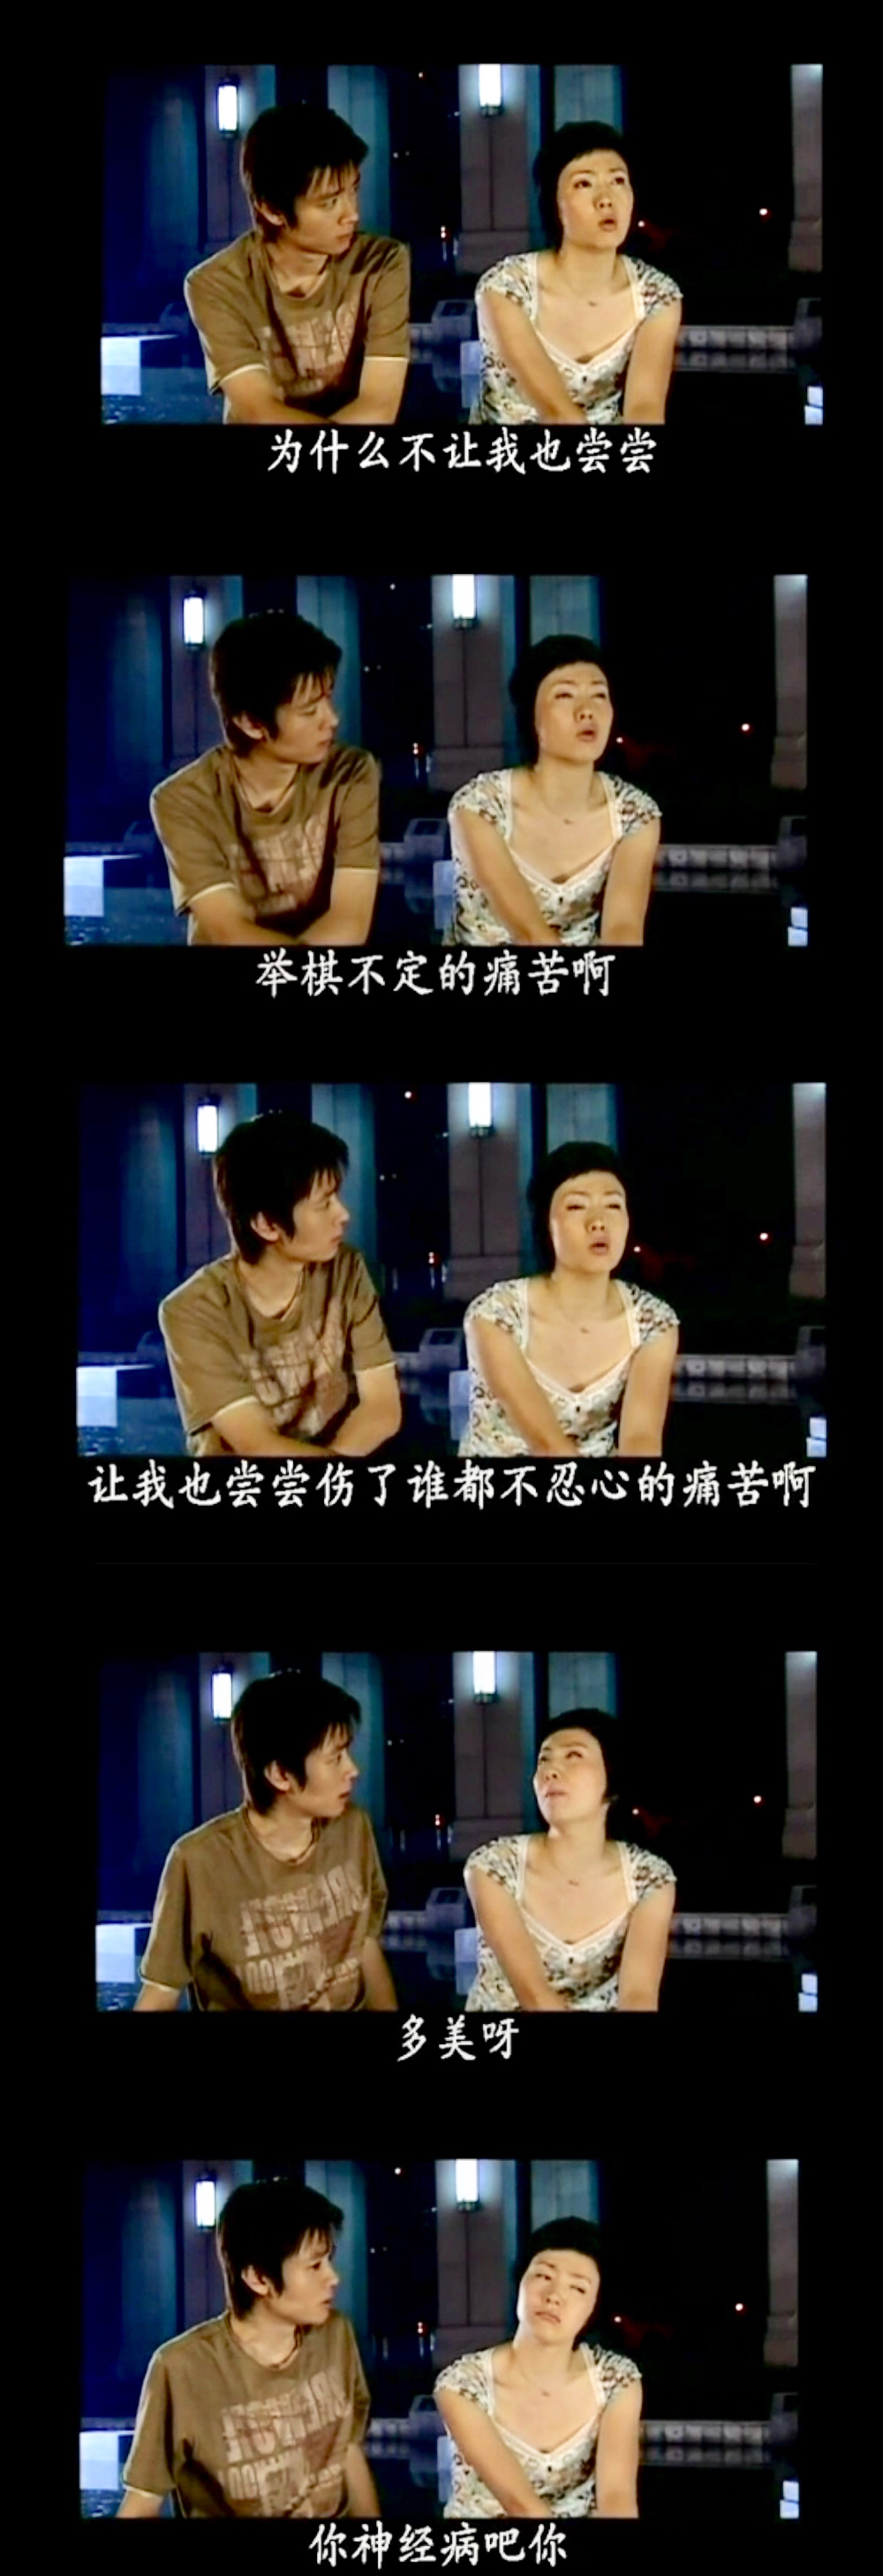 为什么不让我也尝尝
举棋不定的痛苦啊
让我也尝尝伤了谁都不忍心的痛苦啊
多美呀
你神经病吧你